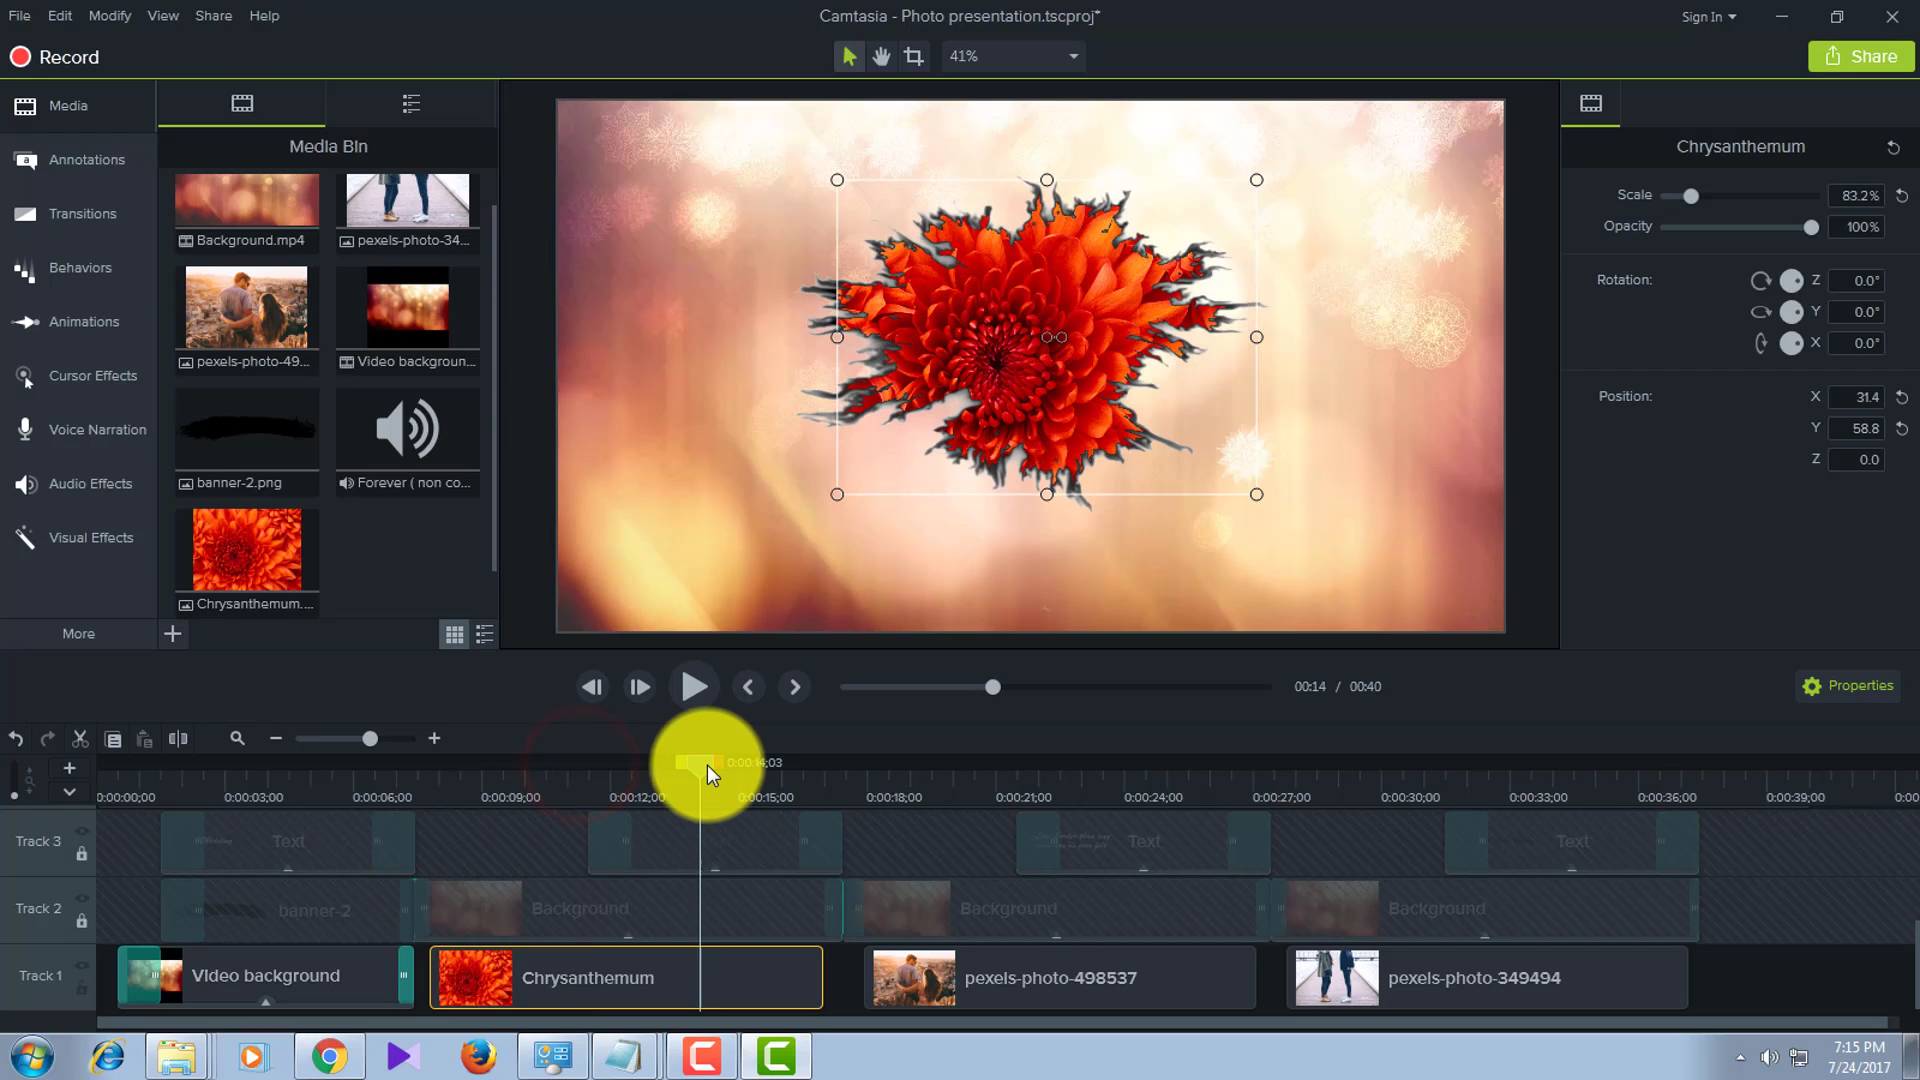 File Edit Modify View Share Help
Camtasia - Photo presentation.tscproj*
Sign In
Record
41%
Share
Media
Annotations
Transitions
Behaviors
Animations
Cursor Effects
Voice Narration
Audio Effects
Visual Effects
More
Media Bin
Background.mp4
pexels-photo-34...
pexels-photo-49...
Video backgroun...
banner-2.png
Forever ( non co...
Chrysanthemum....
Chrysanthemum
Scale 83.2%
Opacity 100%
Rotation: Z 0.0°
Y 0.0°
X 0.0°
Position: X 31.4
Y 58.8
Z 0.0
00:14 / 00:40
Properties
0:00:14;03
0:00:00;00 0:00:03;00 0:00:06;00 0:00:09;00 0:00:12;00 0:00:15;00 0:00:18;00 0:00:21;00 0:00:24;00 0:00:27;00 0:00:30;00 0:00:33;00 0:00:36;00 0:00:39;00 0:00
Track 3 Text Text Text
Track 2 banner-2 Background Background Background
Track 1 Video background Chrysanthemum pexels-photo-498537 pexels-photo-349494
7:15 PM
7/24/2017